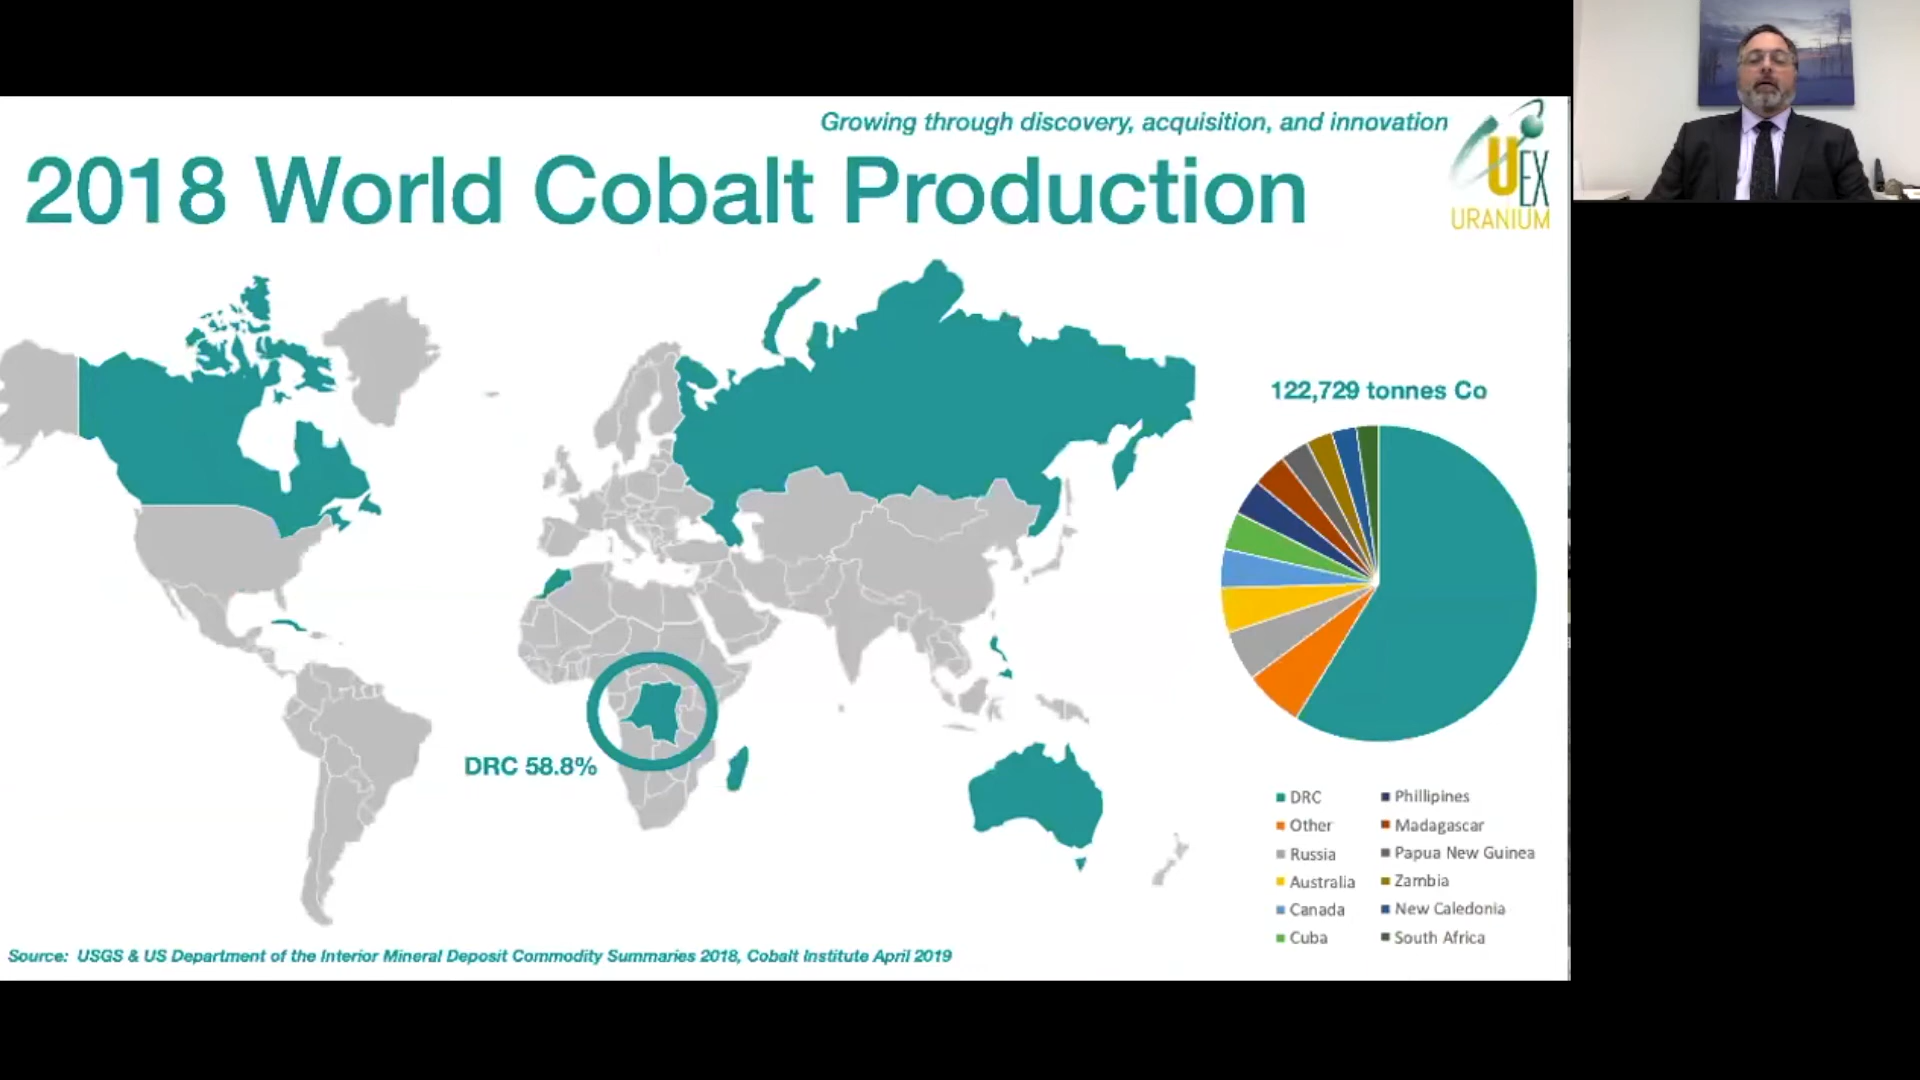 Growing through discovery, acquisition, and innovation
UEX
URANIUM
2018 World Cobalt Production
122,729 tonnes Co
DRC 58.8%
DRC
Other
Russia
Australia
Canada
Cuba
Phillipines
Madagascar
Papua New Guinea
Zambia
New Caledonia
South Africa
Source: USGS & US Department of the Interior Mineral Deposit Commodity Summaries 2018, Cobalt Institute April 2019